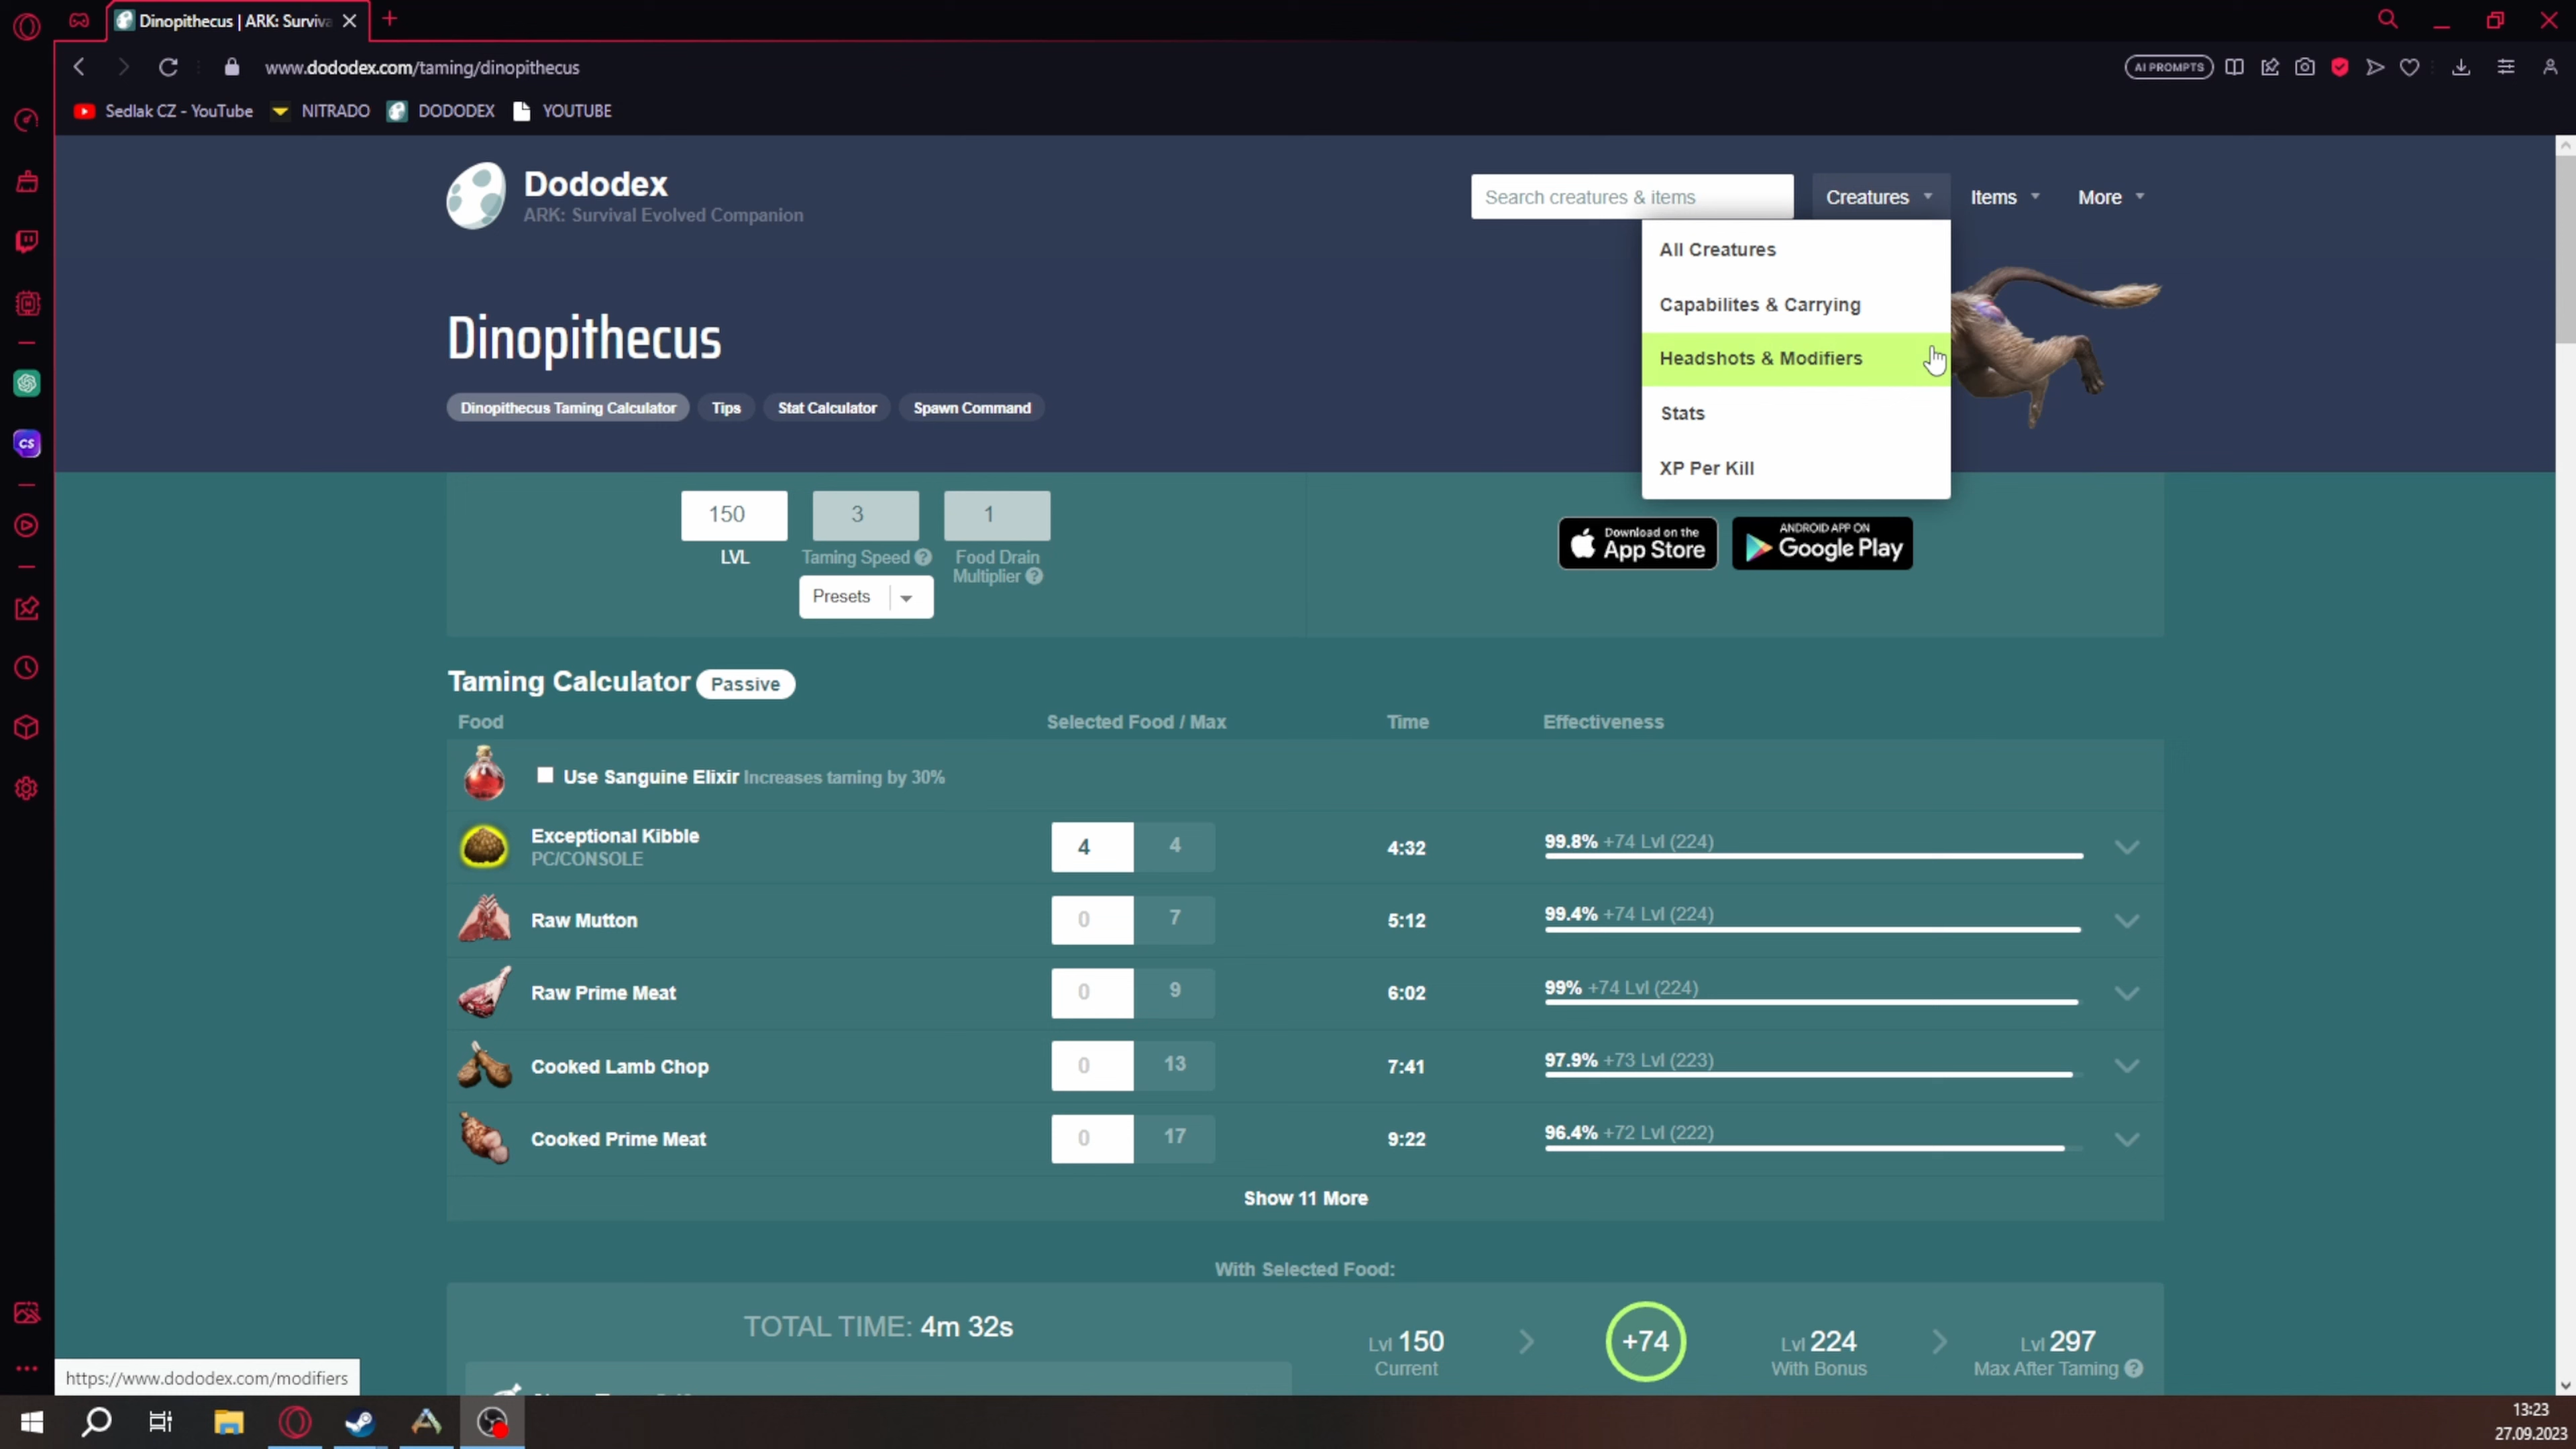 Dinopithecus | ARK: Surviva
www.dododex.com/taming/dinopithecus
AI PROMPTS
Sedlak CZ - YouTube
NITRADO
DODODEX
YOUTUBE
Dododex
ARK: Survival Evolved Companion
Search creatures & items
Creatures
Items
More
All Creatures
Capabilites & Carrying
Headshots & Modifiers
Stats
XP Per Kill
Dinopithecus
Dinopithecus Taming Calculator
Tips
Stat Calculator
Spawn Command
150
3
1
LVL
Taming Speed ?
Food Drain
Multiplier ?
Presets
Download on the
App Store
ANDROID APP ON
Google Play
CS
Taming Calculator Passive
Food
Selected Food / Max
Time
Effectiveness
Use Sanguine Elixir Increases taming by 30%
Exceptional Kibble
PC/CONSOLE
4
4
4:32
99.8% +74 Lvl (224)
Raw Mutton
0
7
5:12
99.4% +74 Lvl (224)
Raw Prime Meat
0
9
6:02
99% +74 Lvl (224)
Cooked Lamb Chop
0
13
7:41
97.9% +73 Lvl (223)
Cooked Prime Meat
0
17
9:22
96.4% +72 Lvl (222)
Show 11 More
With Selected Food:
TOTAL TIME: 4m 32s
Lvl 150
Current
+74
Lvl 224
With Bonus
Lvl 297
Max After Taming ?
https://www.dododex.com/modifiers
13:23
27.09.2023